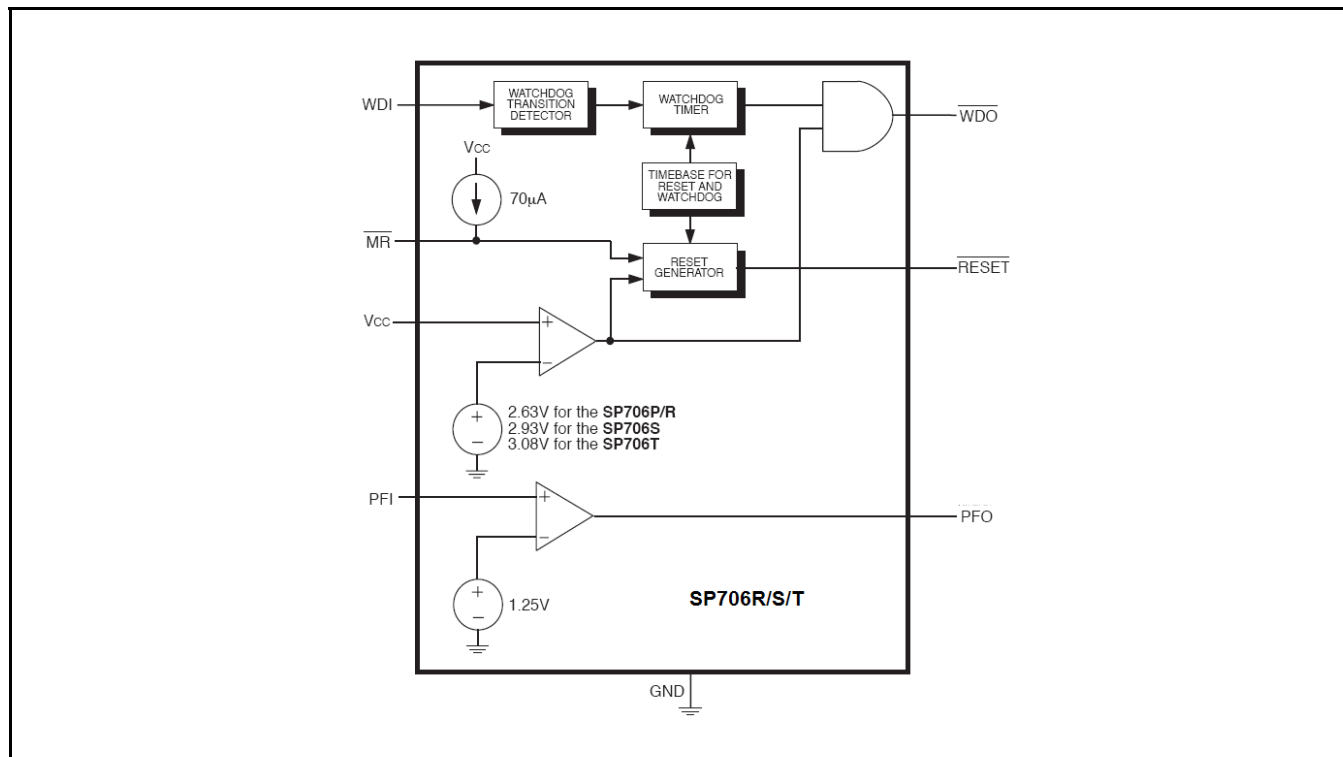 WDI
WATCHDOG
TRANSITION
DETECTOR
WATCHDOG
TIMER
WDO
VCC
70µA
TIMEBASE FOR
RESET AND
WATCHDOG
MR
RESET
GENERATOR
RESET
VCC
+
−
+
−
2.63V for the SP706P/R
2.93V for the SP706S
3.08V for the SP706T
PFI
+
−
PFO
+
−
1.25V
SP706R/S/T
GND